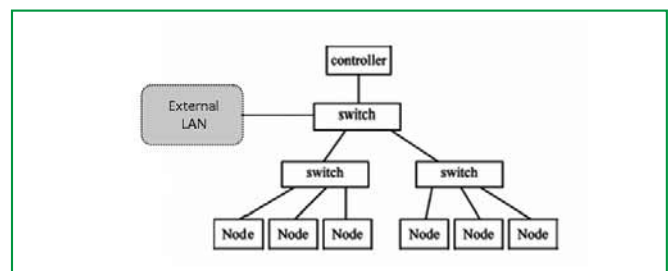 controller
External
LAN
switch
switch
switch
Node
Node
Node
Node
Node
Node